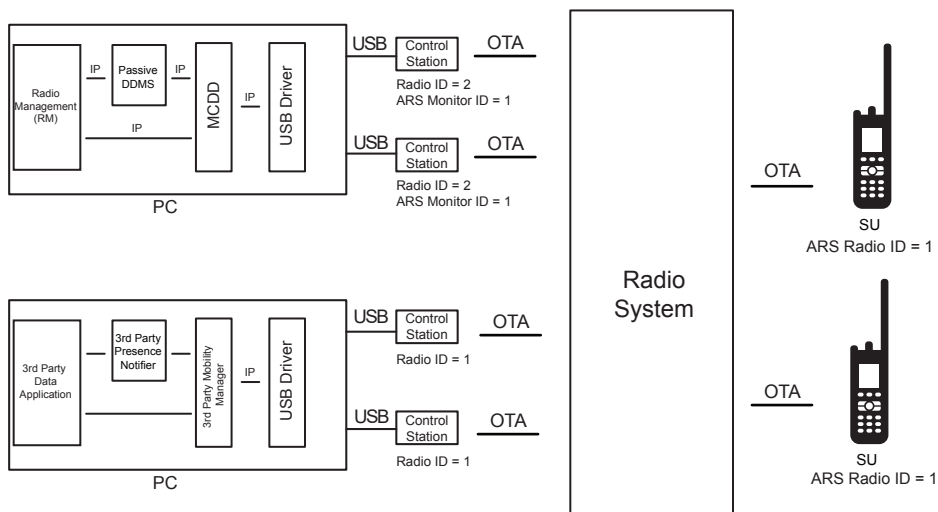 USB
Control
Station
OTA
Radio ID = 2
ARS Monitor ID = 1
Radio
Management
(RM)
IP
Passive
DDMS
IP
IP
MCDD
IP
USB Driver
USB
Control
Station
OTA
Radio ID = 2
ARS Monitor ID = 1
PC
USB
Control
Station
OTA
Radio ID = 1
3rd Party
Data
Application
3rd Party
Presence
Notifier
3rd Party Mobility
Manager
IP
USB Driver
USB
Control
Station
OTA
Radio ID = 1
PC
Radio
System
OTA
SU
ARS Radio ID = 1
OTA
SU
ARS Radio ID = 1